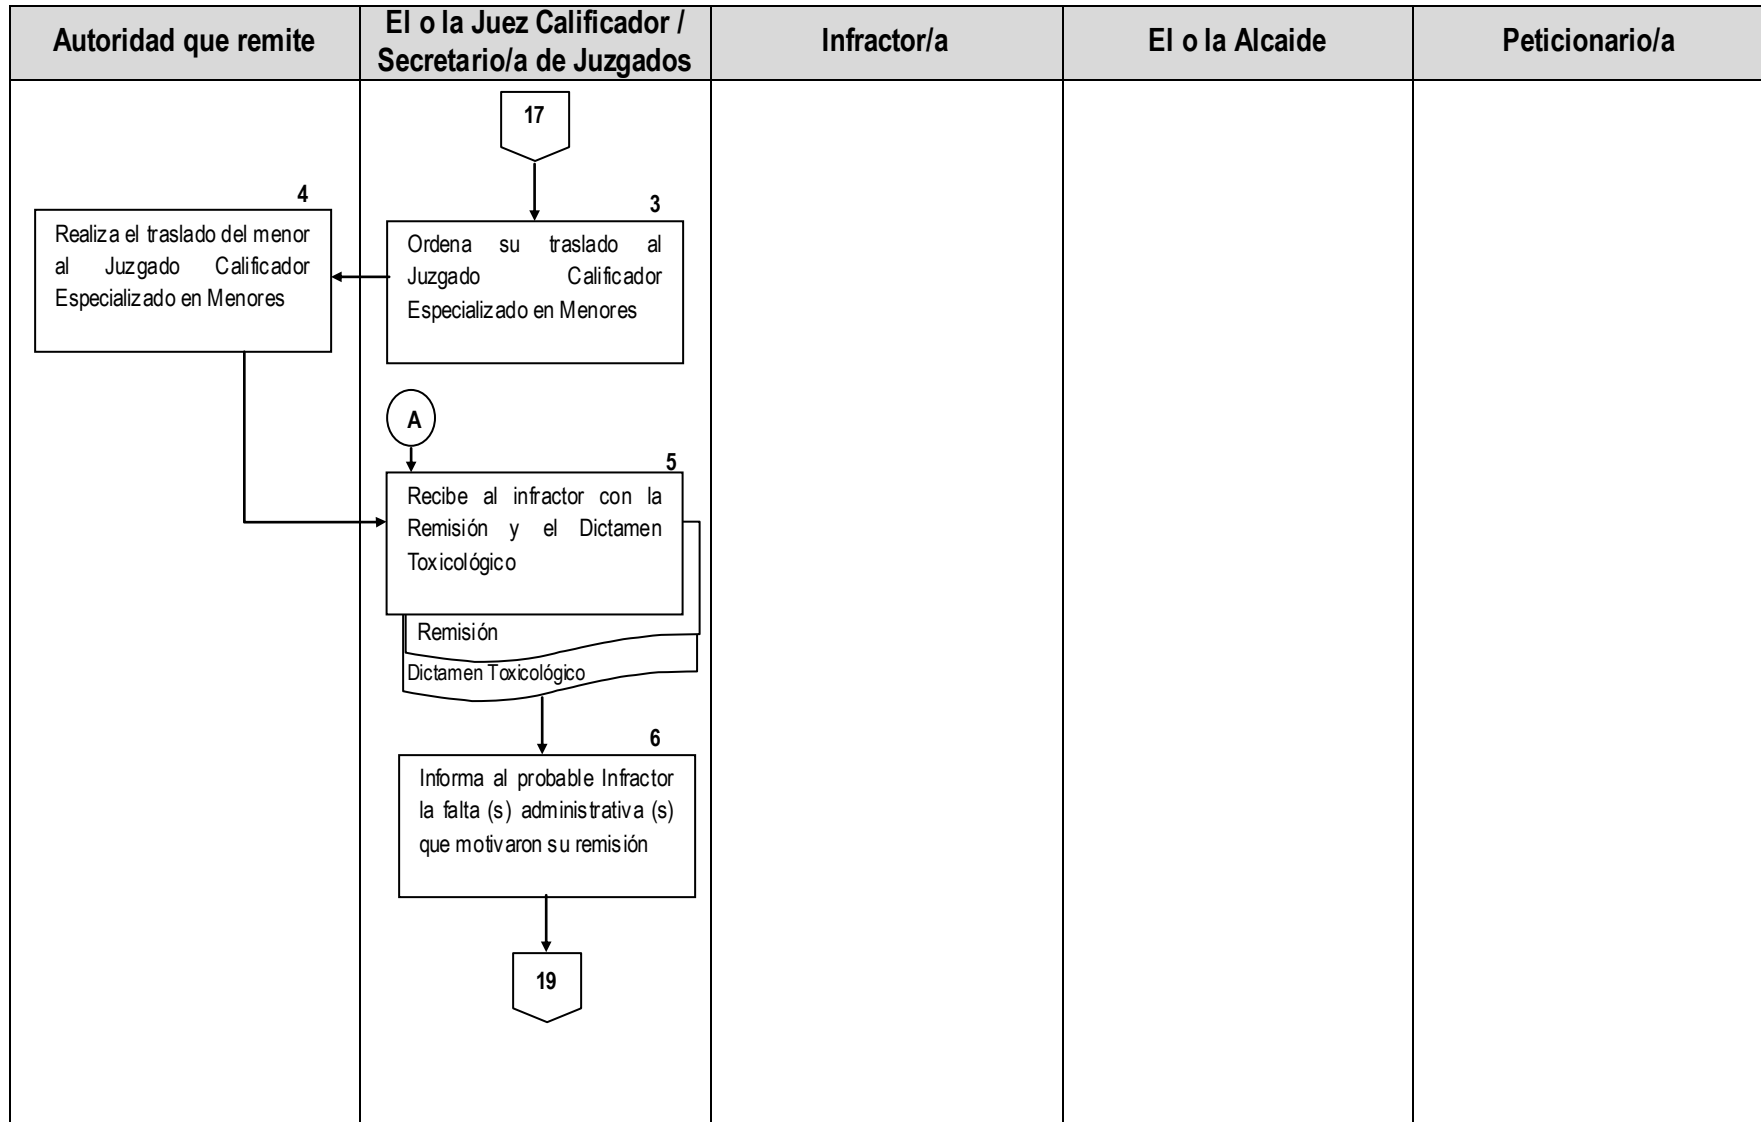 Autoridad que remite
El o la Juez Calificador /
Secretario/a de Juzgados
Infractor/a
El o la Alcaide
Peticionario/a
17
3
Ordena su traslado al
Juzgado Calificador
Especializado en Menores
4
Realiza el traslado del menor
al Juzgado Calificador
Especializado en Menores
A
5
Recibe al infractor con la
Remisión y el Dictamen
Toxicológico
Remisión
Dictamen Toxicológico
6
Informa al probable Infractor
la falta (s) administrativa (s)
que motivaron su remisión
19